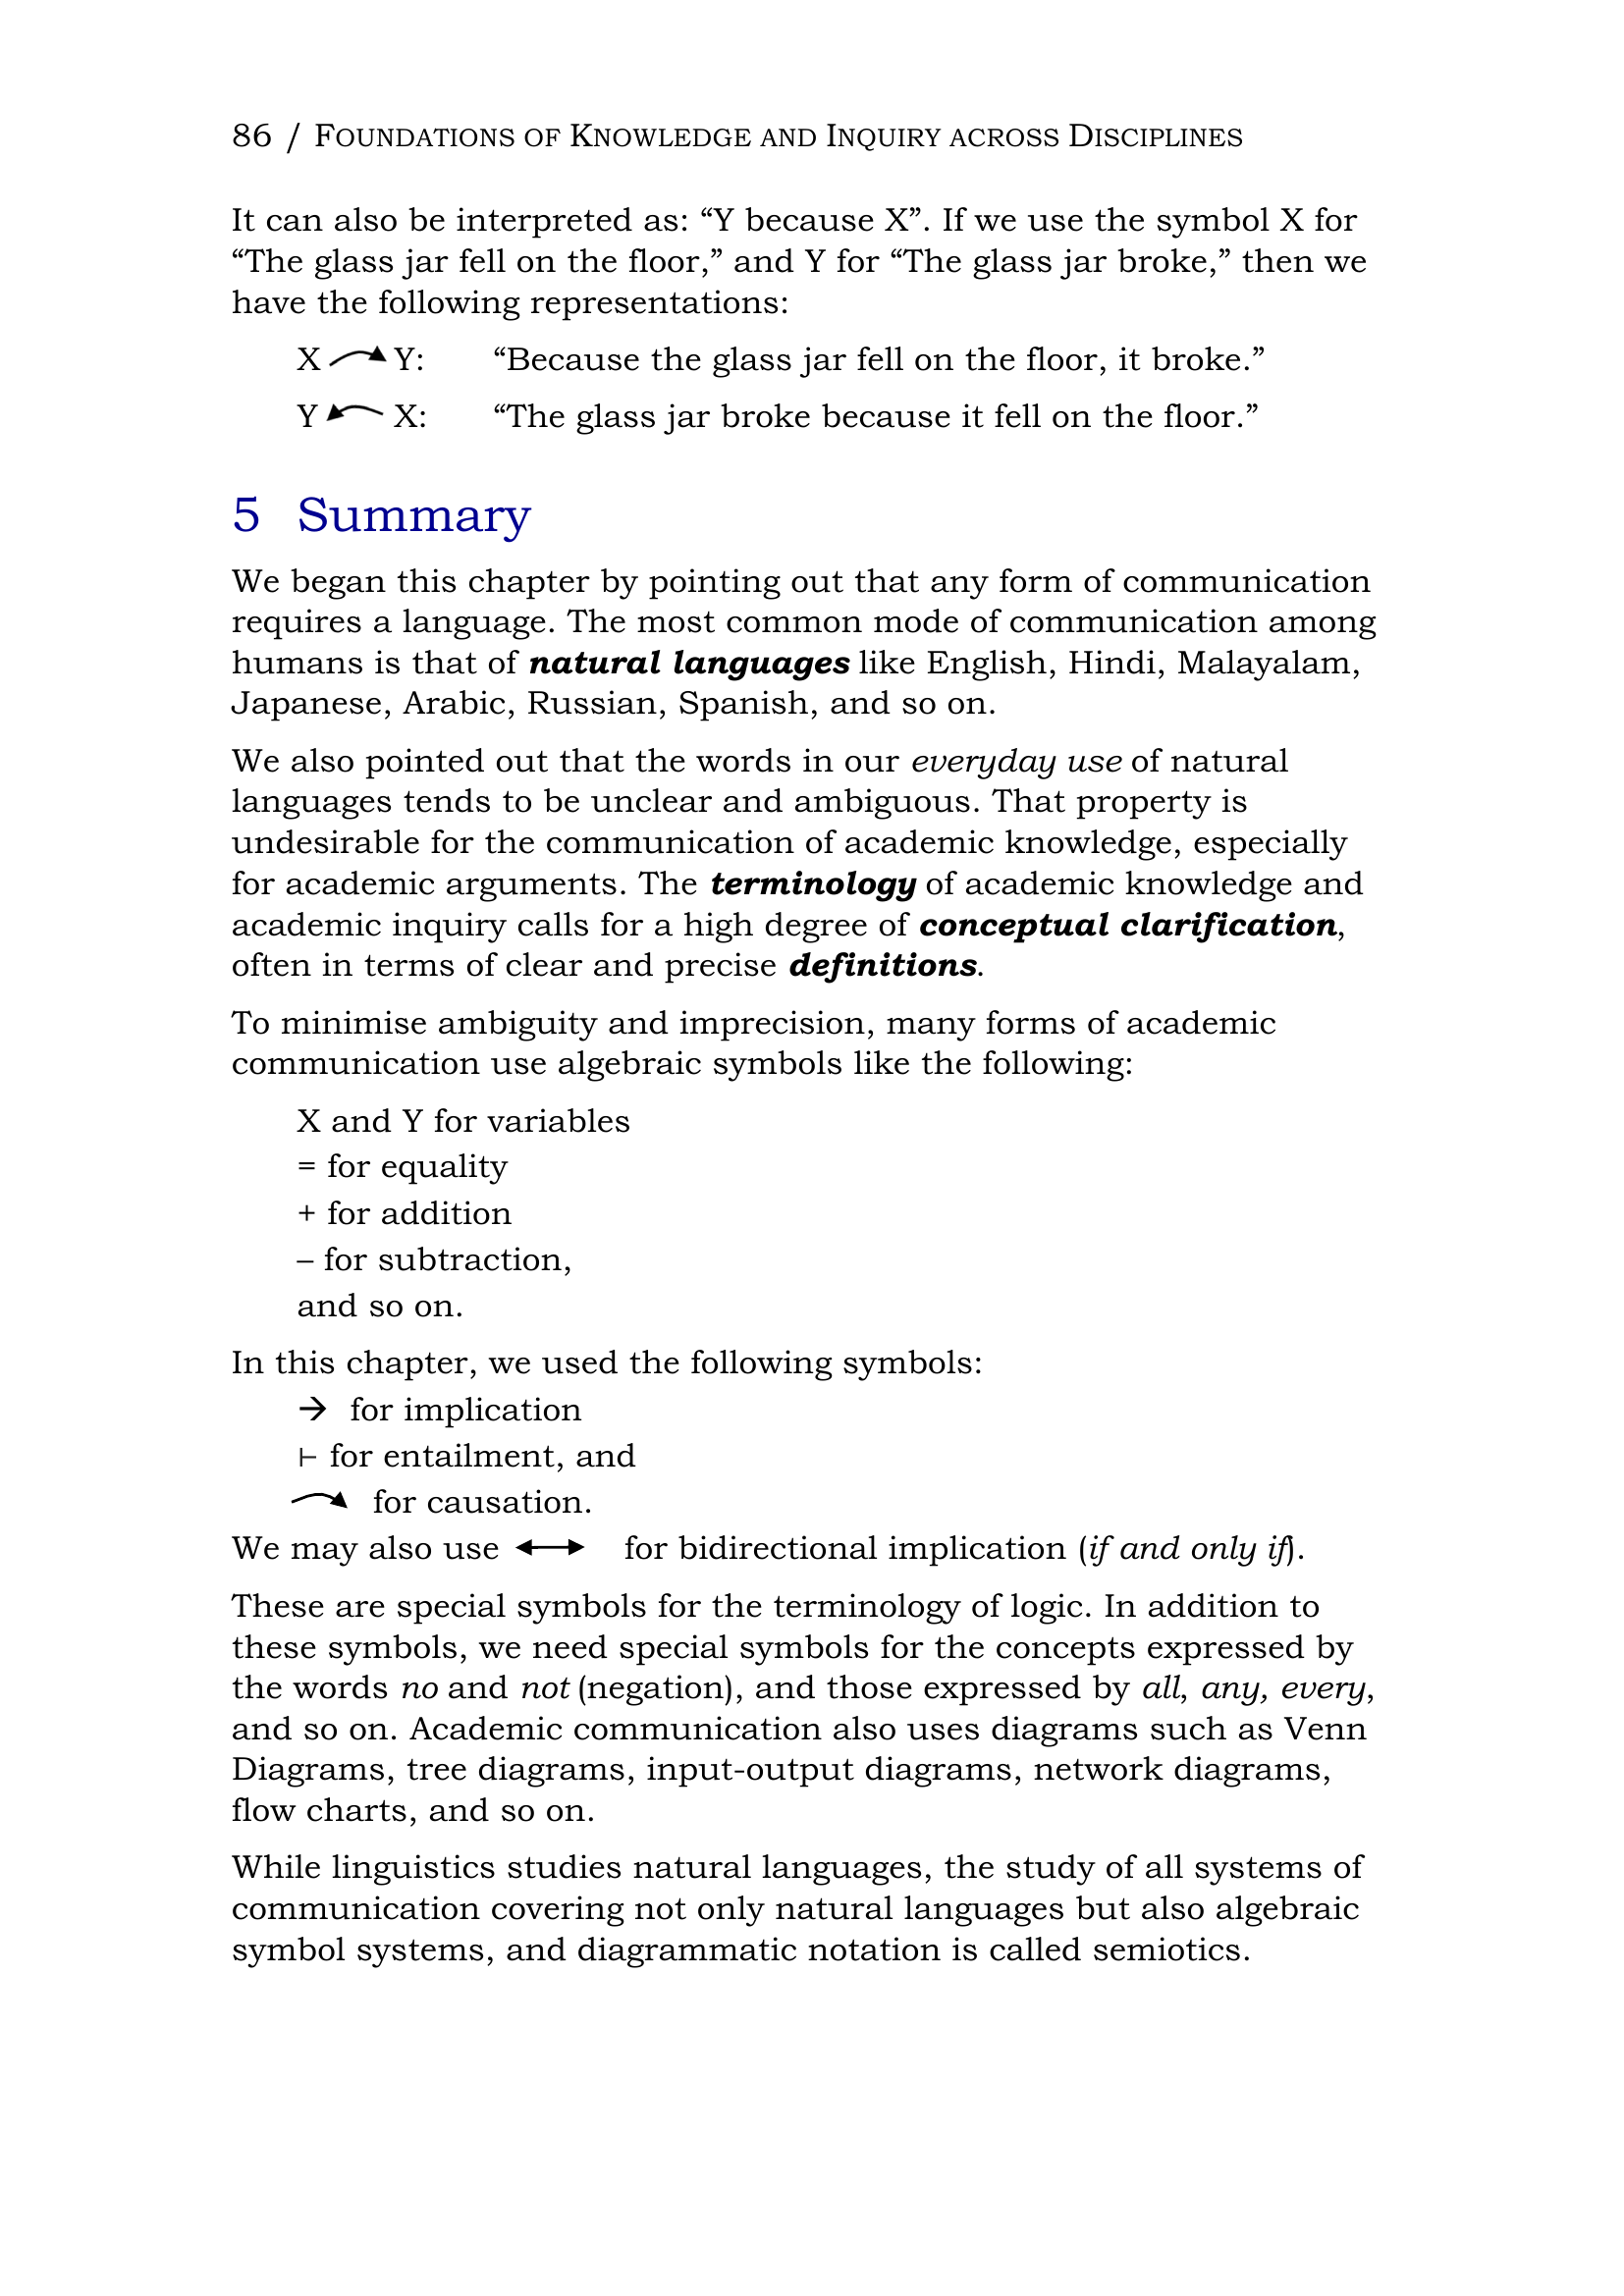 86 / FOUNDATIONS OF KNOWLEDGE AND INQUIRY ACROSS DISCIPLINES
It can also be interpreted as: “Y because X”. If we use the symbol X for
“The glass jar fell on the floor,” and Y for “The glass jar broke,” then we
have the following representations:
X Y: “Because the glass jar fell on the floor, it broke.”
Y X: “The glass jar broke because it fell on the floor.”
5 Summary
We began this chapter by pointing out that any form of communication
requires a language. The most common mode of communication among
humans is that of natural languages like English, Hindi, Malayalam,
Japanese, Arabic, Russian, Spanish, and so on.
We also pointed out that the words in our everyday use of natural
languages tends to be unclear and ambiguous. That property is
undesirable for the communication of academic knowledge, especially
for academic arguments. The terminology of academic knowledge and
academic inquiry calls for a high degree of conceptual clarification,
often in terms of clear and precise definitions.
To minimise ambiguity and imprecision, many forms of academic
communication use algebraic symbols like the following:
X and Y for variables
= for equality
+ for addition
– for subtraction,
and so on.
In this chapter, we used the following symbols:
→ for implication
⊢ for entailment, and
for causation.
We may also use ↔ for bidirectional implication (if and only if).
These are special symbols for the terminology of logic. In addition to
these symbols, we need special symbols for the concepts expressed by
the words no and not (negation), and those expressed by all, any, every,
and so on. Academic communication also uses diagrams such as Venn
Diagrams, tree diagrams, input-output diagrams, network diagrams,
flow charts, and so on.
While linguistics studies natural languages, the study of all systems of
communication covering not only natural languages but also algebraic
symbol systems, and diagrammatic notation is called semiotics.